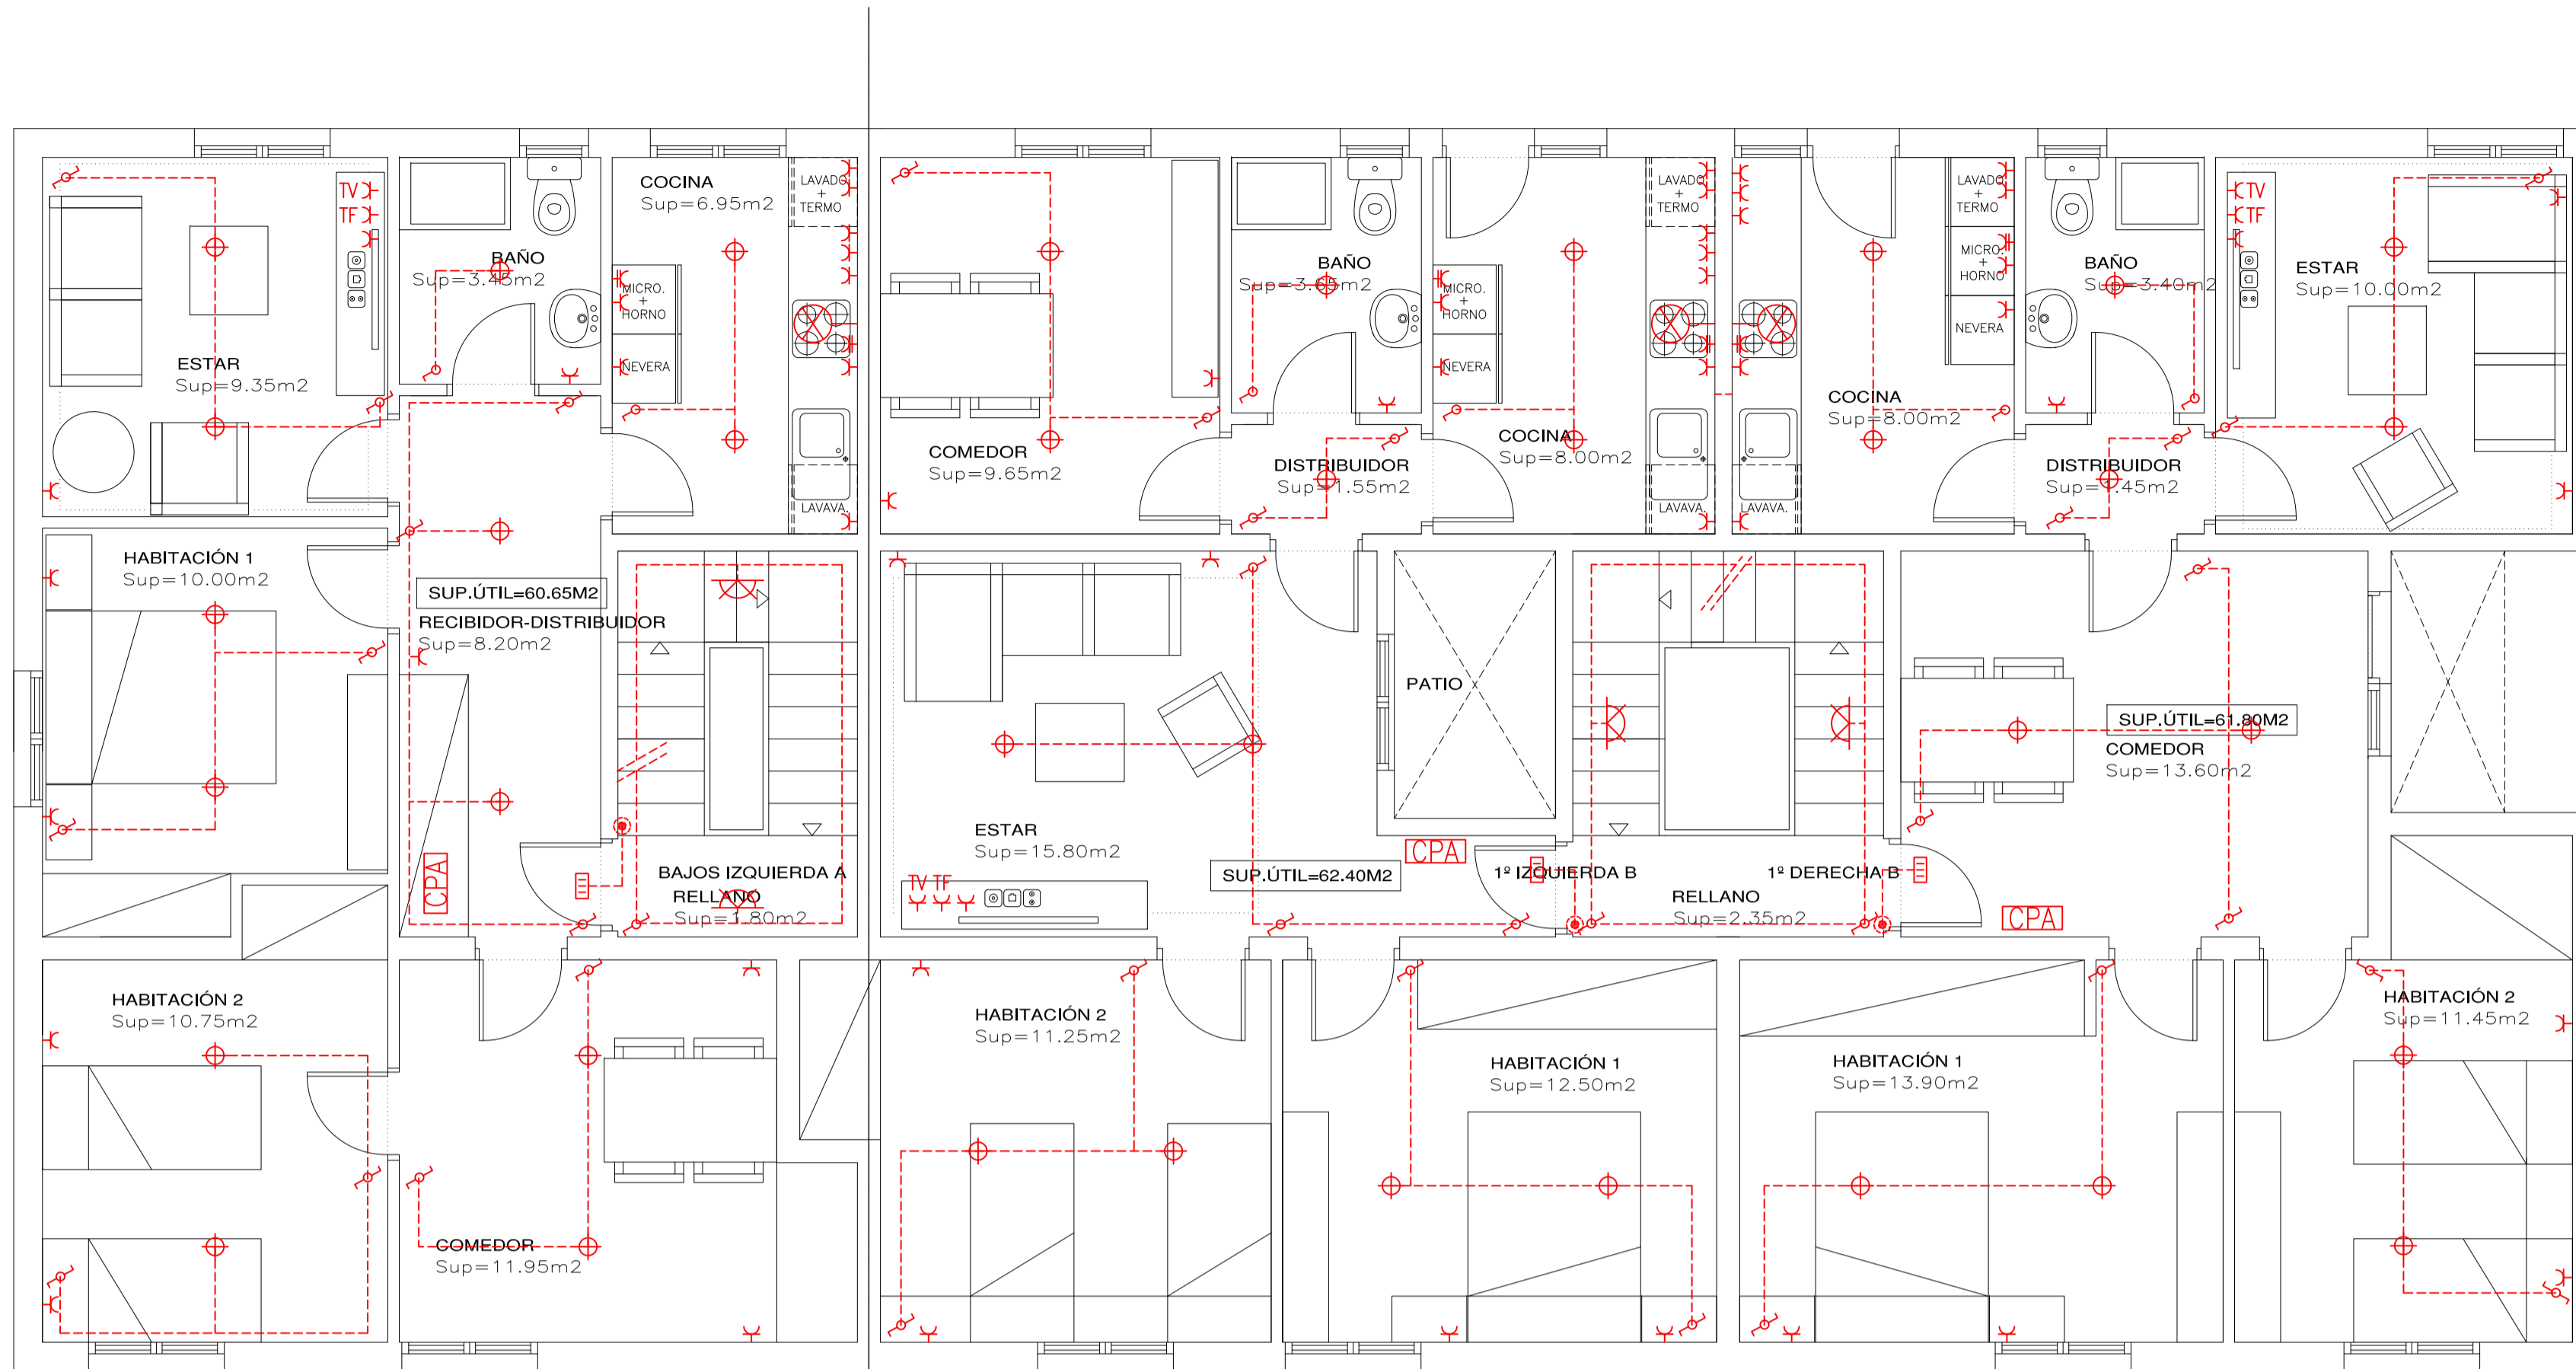 TV
TF
ESTAR
Sup=9.35m2
BAÑO
Sup=3.45m2
COCINA
Sup=6.95m2
LAVADO
+
TERMO
MICRO.
+
HORNO
NEVERA
LAVAVA.
HABITACIÓN 1
Sup=10.00m2
SUP.ÚTIL=60.65M2
RECIBIDOR-DISTRIBUIDOR
Sup=8.20m2
CPA
BAJOS IZQUIERDA A
RELLANO
Sup=1.80m2
HABITACIÓN 2
Sup=10.75m2
COMEDOR
Sup=11.95m2
COMEDOR
Sup=9.65m2
BAÑO
Sup=3.65m2
DISTRIBUIDOR
Sup=1.55m2
LAVADO
+
TERMO
MICRO.
+
HORNO
NEVERA
COCINA
Sup=8.00m2
LAVAVA.
ESTAR
Sup=15.80m2
TV TF
SUP.ÚTIL=62.40M2
PATIO
CPA
1º IZQUIERDA B
1º DERECHA B
RELLANO
Sup=2.35m2
HABITACIÓN 2
Sup=11.25m2
HABITACIÓN 1
Sup=12.50m2
LAVADO
+
TERMO
MICRO.
+
HORNO
NEVERA
COCINA
Sup=8.00m2
LAVAVA.
BAÑO
Sup=3.40m2
DISTRIBUIDOR
Sup=1.45m2
TV
TF
ESTAR
Sup=10.00m2
SUP.ÚTIL=61.80M2
COMEDOR
Sup=13.60m2
CPA
HABITACIÓN 1
Sup=13.90m2
HABITACIÓN 2
Sup=11.45m2